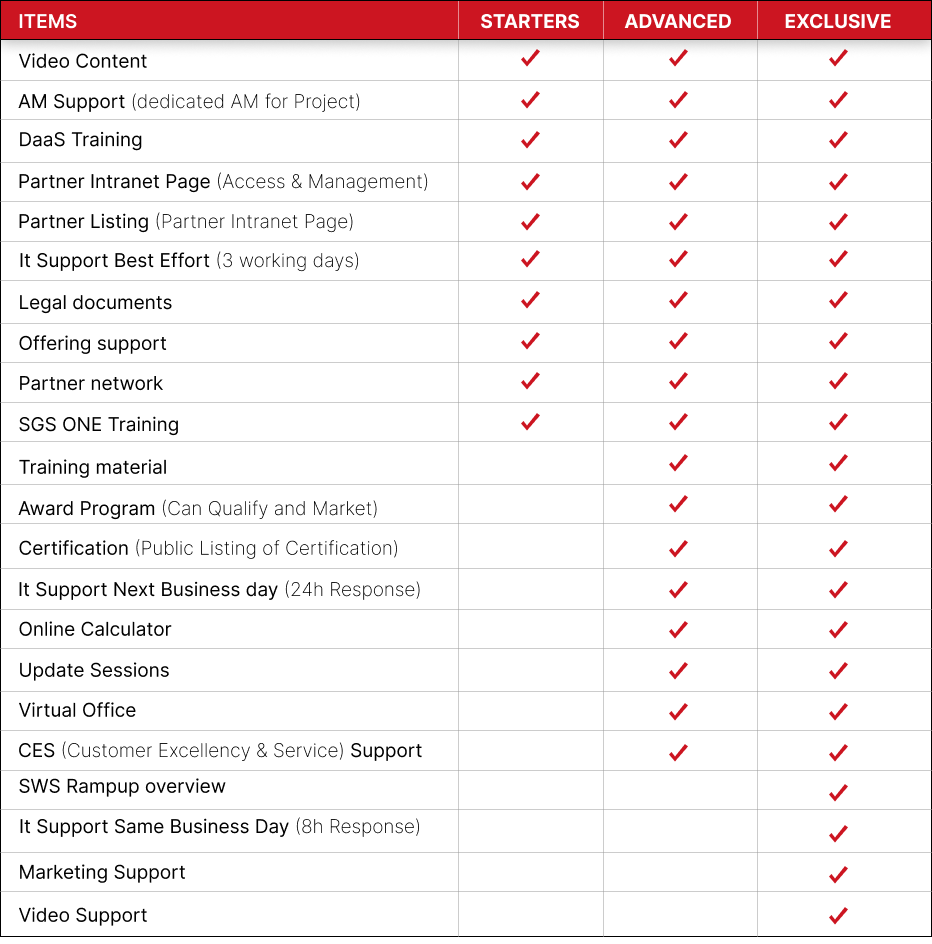 ITEMS STARTERS ADVANCED EXCLUSIVE
Video Content ✓ ✓ ✓
AM Support (dedicated AM for Project) ✓ ✓ ✓
DaaS Training ✓ ✓ ✓
Partner Intranet Page (Access & Management) ✓ ✓ ✓
Partner Listing (Partner Intranet Page) ✓ ✓ ✓
It Support Best Effort (3 working days) ✓ ✓ ✓
Legal documents ✓ ✓ ✓
Offering support ✓ ✓ ✓
Partner network ✓ ✓ ✓
SGS ONE Training ✓ ✓ ✓
Training material ✓ ✓
Award Program (Can Qualify and Market) ✓ ✓
Certification (Public Listing of Certification) ✓ ✓
It Support Next Business day (24h Response) ✓ ✓
Online Calculator ✓ ✓
Update Sessions ✓ ✓
Virtual Office ✓ ✓
CES (Customer Excellency & Service) Support ✓ ✓
SWS Rampup overview ✓
It Support Same Business Day (8h Response) ✓
Marketing Support ✓
Video Support ✓